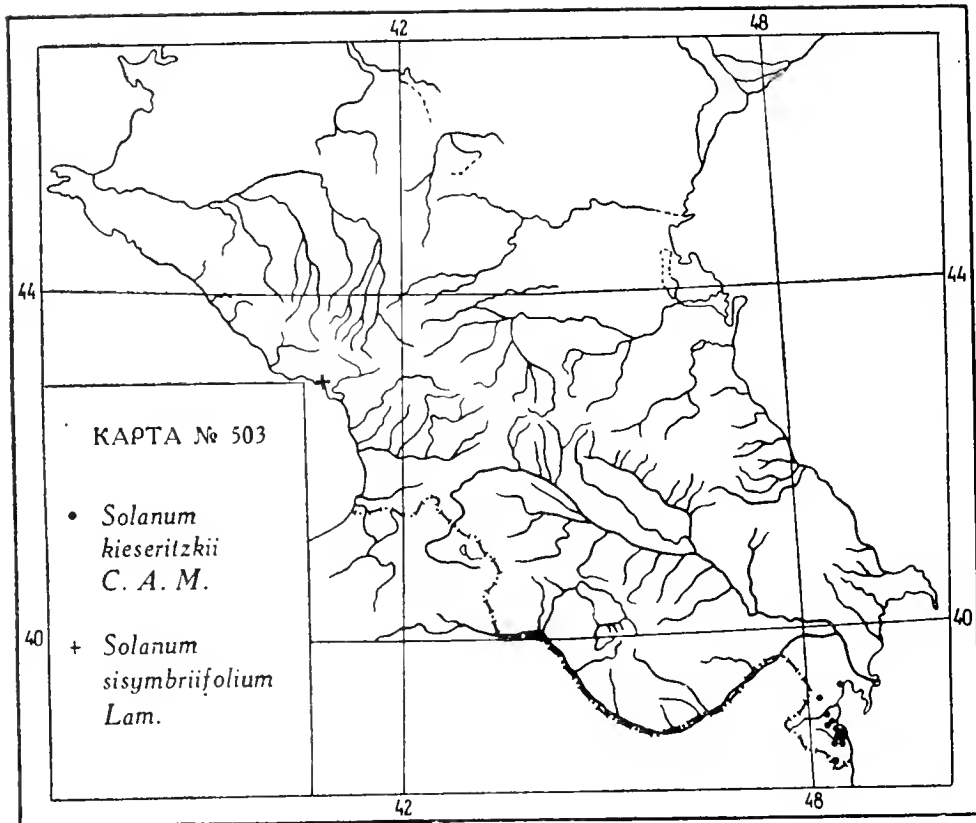 42 48
44 44
КАРТА № 503
• Solanum
kieseritzkii
C. A. M.
40 40
+ Solanum
sisymbriifolium
Lam.
42 48